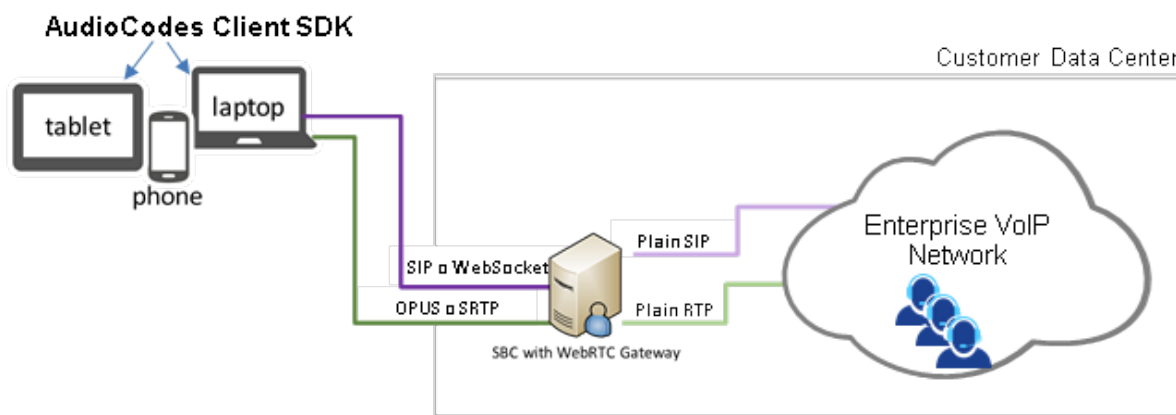 AudioCodes Client SDK
Customer Data Center
tablet
laptop
phone
Plain SIP
Enterprise VoIP
Network
SIP o WebSocket
OPUS o SRTP
Plain RTP
SBC with WebRTC Gateway